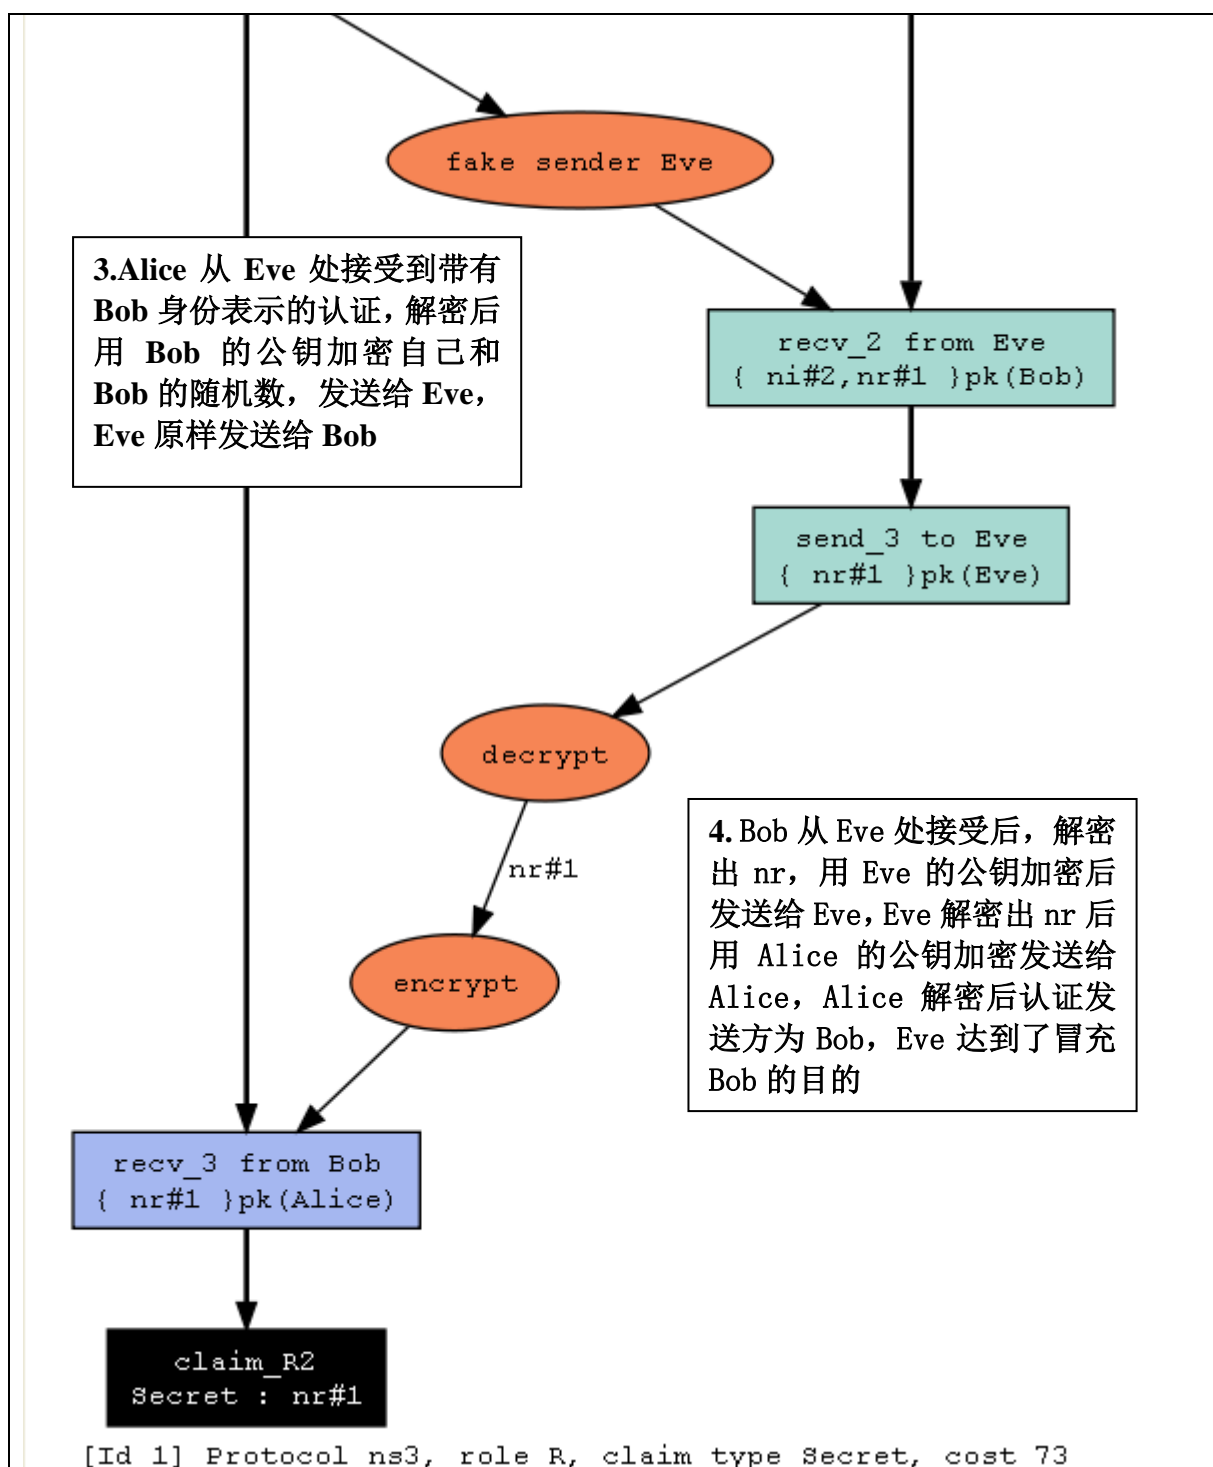 fake sender Eve
3.Alice 从 Eve 处接受到带有
Bob 身份表示的认证，解密后
用 Bob 的公钥加密自己和
Bob 的随机数，发送给 Eve，
Eve 原样发送给 Bob
recv_2 from Eve
{ ni#2,nr#1 }pk(Bob)
send_3 to Eve
{ nr#1 }pk(Eve)
decrypt
nr#1
4. Bob 从 Eve 处接受后，解密
出 nr，用 Eve 的公钥加密后
发送给 Eve，Eve 解密出 nr 后
用 Alice 的公钥加密发送给
Alice，Alice 解密后认证发
送方为 Bob，Eve 达到了冒充
Bob 的目的
encrypt
recv_3 from Bob
{ nr#1 }pk(Alice)
claim_R2
Secret : nr#1
[Id 1] Protocol ns3, role R, claim type Secret, cost 73